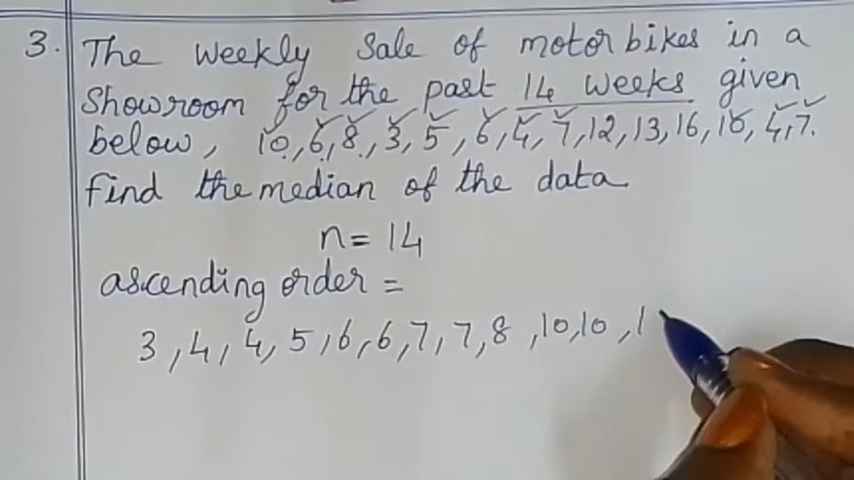 3. The weekly sale of motorbikes in a
showroom for the past 14 weeks given
below, 10, 6, 8, 3, 5, 6, 4, 7, 12, 13, 16, 10, 4, 7.
find the median of the data.
n= 14
ascending order =
3, 4, 4, 5, 6, 6, 7, 7, 8, 10, 10, 1